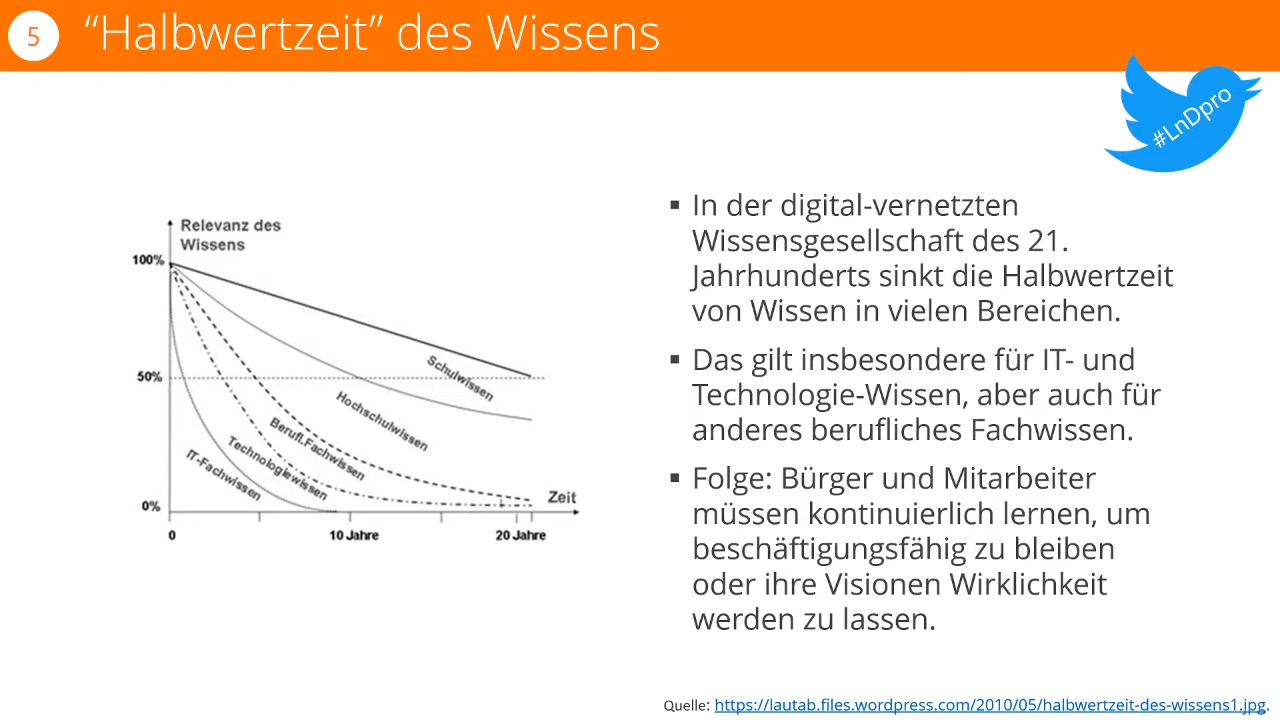 5
“Halbwertzeit” des Wissens
#LnDpro
Relevanz des
Wissens
100%
50%
0%
Schulwissen
Hochschulwissen
Berufl.Fachwissen
Technologiewissen
IT-Fachwissen
Zeit
0
10 Jahre
20 Jahre
▪ In der digital-vernetzten
Wissensgesellschaft des 21.
Jahrhunderts sinkt die Halbwertzeit
von Wissen in vielen Bereichen.
▪ Das gilt insbesondere für IT- und
Technologie-Wissen, aber auch für
anderes berufliches Fachwissen.
▪ Folge: Bürger und Mitarbeiter
müssen kontinuierlich lernen, um
beschäftigungsfähig zu bleiben
oder ihre Visionen Wirklichkeit
werden zu lassen.
Quelle: https://lautab.files.wordpress.com/2010/05/halbwertzeit-des-wissens1.jpg.